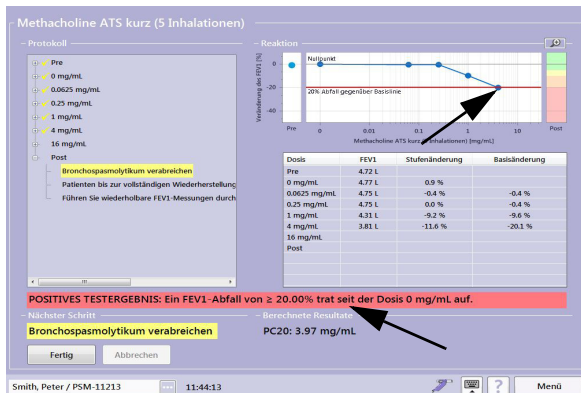 Methacholine ATS kurz (5 Inhalationen)
Protokoll
Pre
0 mg/mL
0.0625 mg/mL
0.25 mg/mL
1 mg/mL
4 mg/mL
16 mg/mL
Post
Bronchospasmolytikum verabreichen
Patienten bis zur vollständigen Wiederherstellung
Führen Sie wiederholbare FEV1-Messungen durch
Reaktion
Veränderung des FEV1 [%]
0
-20
-40
Nullpunkt
20% Abfall gegenüber Basislinie
Pre 0 0.01 0.1 1 10 Post
Methacholine ATS kurz (5 Inhalationen) [mg/mL]
Dosis FEV1 Stufenänderung Basisänderung
Pre 4.72 L
0 mg/mL 4.77 L 0.9 %
0.0625 mg/mL 4.75 L -0.4 % -0.4 %
0.25 mg/mL 4.75 L 0.0 % -0.4 %
1 mg/mL 4.31 L -9.2 % -9.6 %
4 mg/mL 3.81 L -11.6 % -20.1 %
16 mg/mL
Post
POSITIVES TESTERGEBNIS: Ein FEV1-Abfall von ≥ 20.00% trat seit der Dosis 0 mg/mL auf.
Nächster Schritt
Bronchospasmolytikum verabreichen
Fertig Abbrechen
Berechnete Resultate
PC20: 3.97 mg/mL
Smith, Peter / PSM-11213 ... 11:44:13 ? Menü